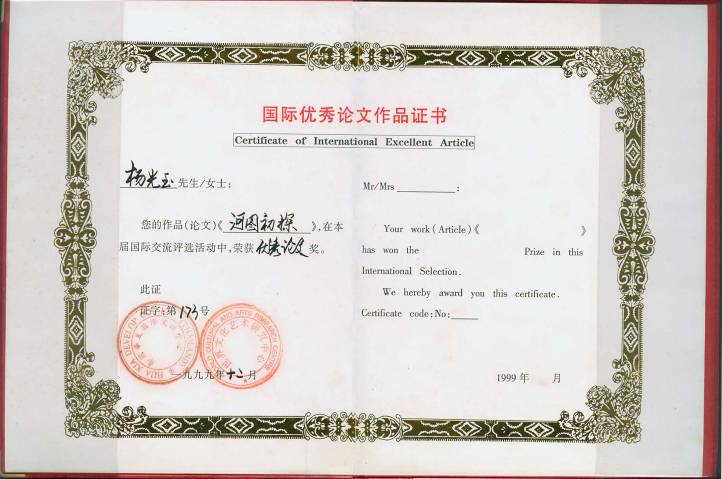 国际优秀论文作品证书
Certificate of International Excellent Article
杨光玉 先生/女士:
您的作品(论文)《 河图初探 》,在本
届国际交流评选活动中,荣获优秀论文奖。
此证
证字:第173号
一九九九年十二月
Mr/Mrs __________ :
Your work(Article)《 》
has won the Prize in this
International Selection.
We hereby award you this certificate.
Certificate code:No:_____
1999 年 月